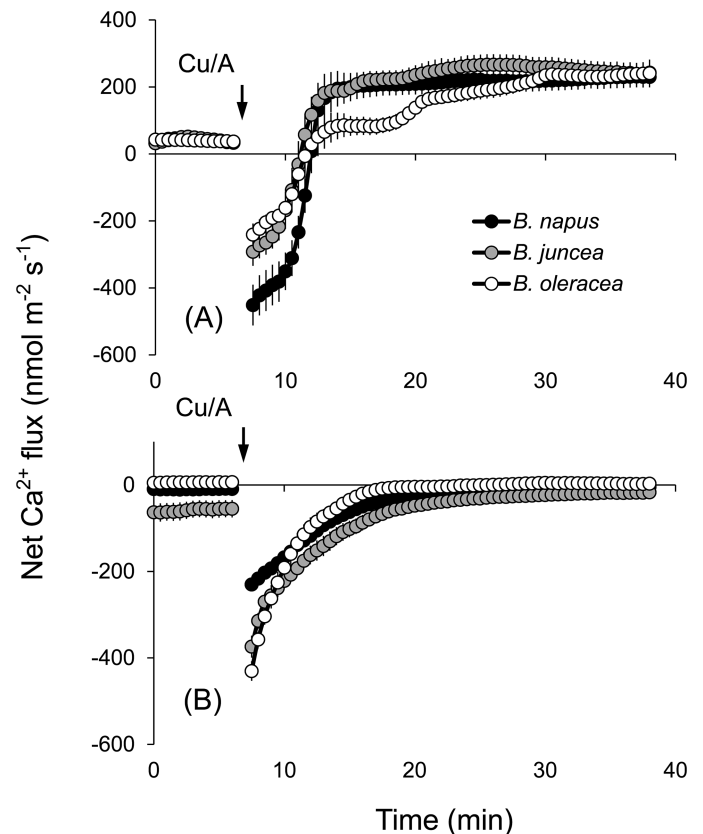 400
Cu/A
200
0
-200
B. napus
B. juncea
-400
B. oleracea
(A)
-600
0 10 20 30 40
Cu/A
0
-200
-400
(B)
-600
0 10 20 30 40
Net Ca²⁺ flux (nmol m⁻² s⁻¹)
Time (min)